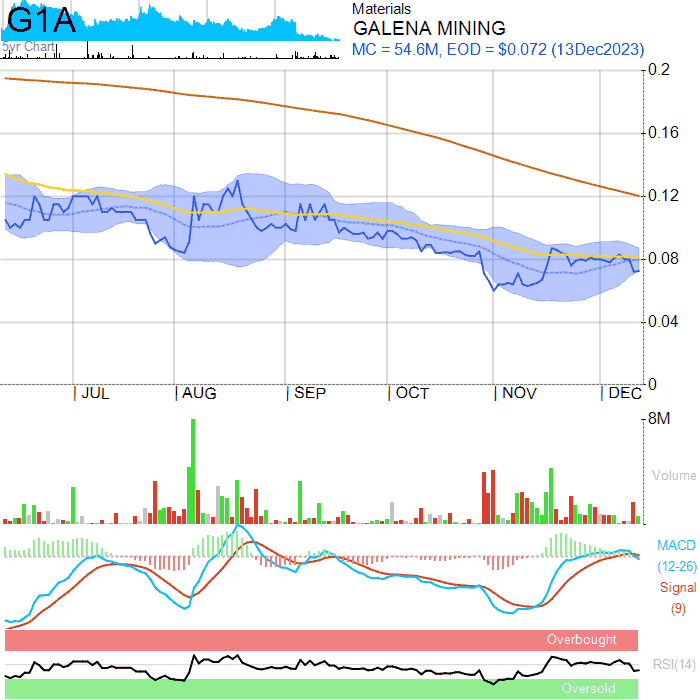 G1A
5yr Chart
Materials
GALENA MINING
MC = 54.6M, EOD = $0.072 (13Dec2023)
0.2
0.16
0.12
0.08
0.04
0
JUL AUG SEP OCT NOV DEC
8M
Volume
MACD
(12-26)
Signal
(9)
Overbought
RSI(14)
Oversold